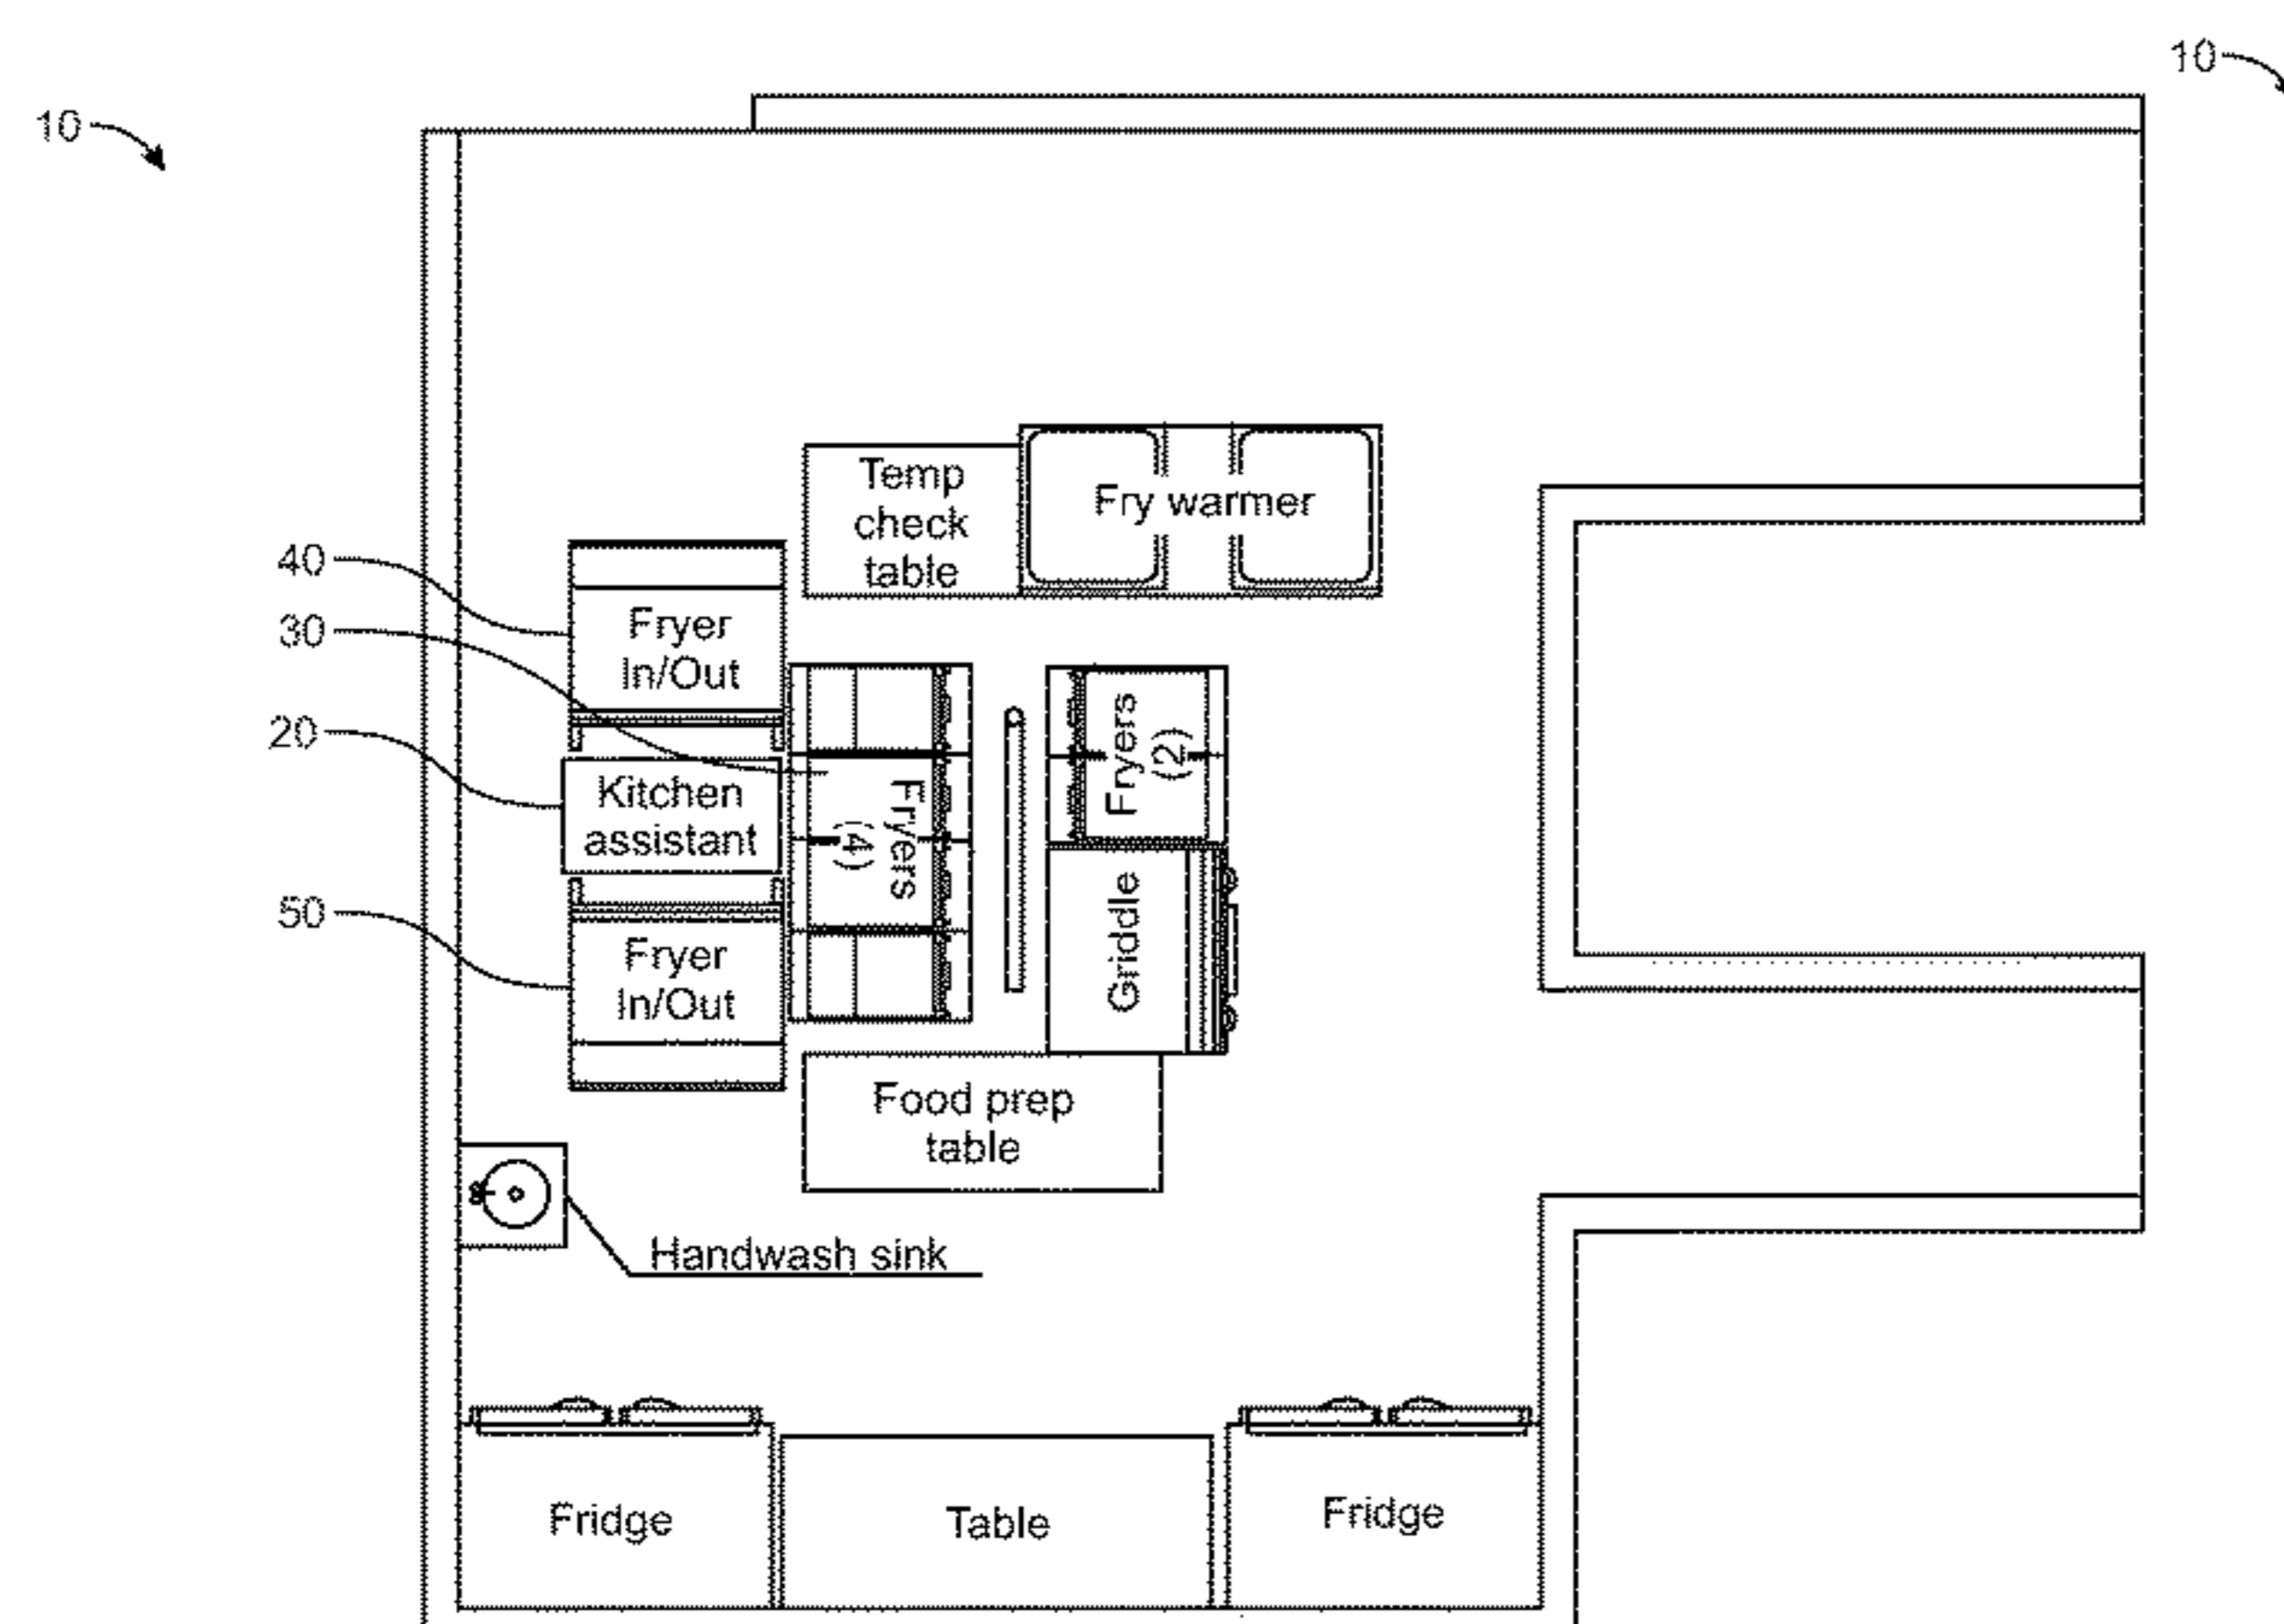 10
10
Temp
check
table
Fry warmer
40
Fryer
In/Out
30
20
Kitchen
assistant
Fryers
(4)
Fryers
(2)
50
Fryer
In/Out
Griddle
Food prep
table
Handwash sink
Fridge
Table
Fridge